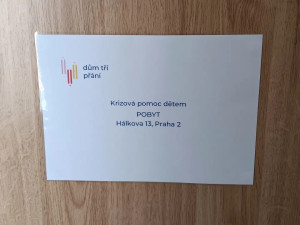 dům tří
přání
Krizová pomoc dětem
POBYT
Hálkova 13, Praha 2